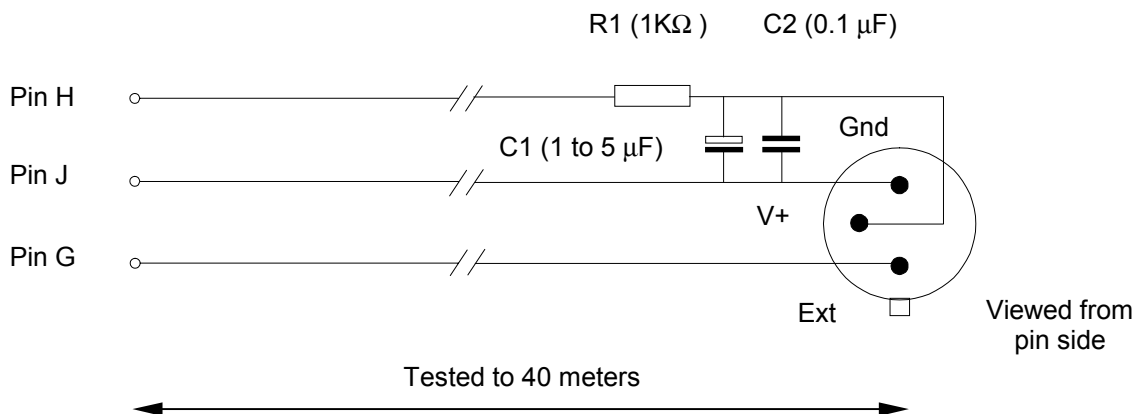 R1 (1KΩ ) C2 (0.1 μF)
Pin H
Gnd
C1 (1 to 5 μF)
Pin J
V+
Pin G
Ext
Viewed from
pin side
Tested to 40 meters